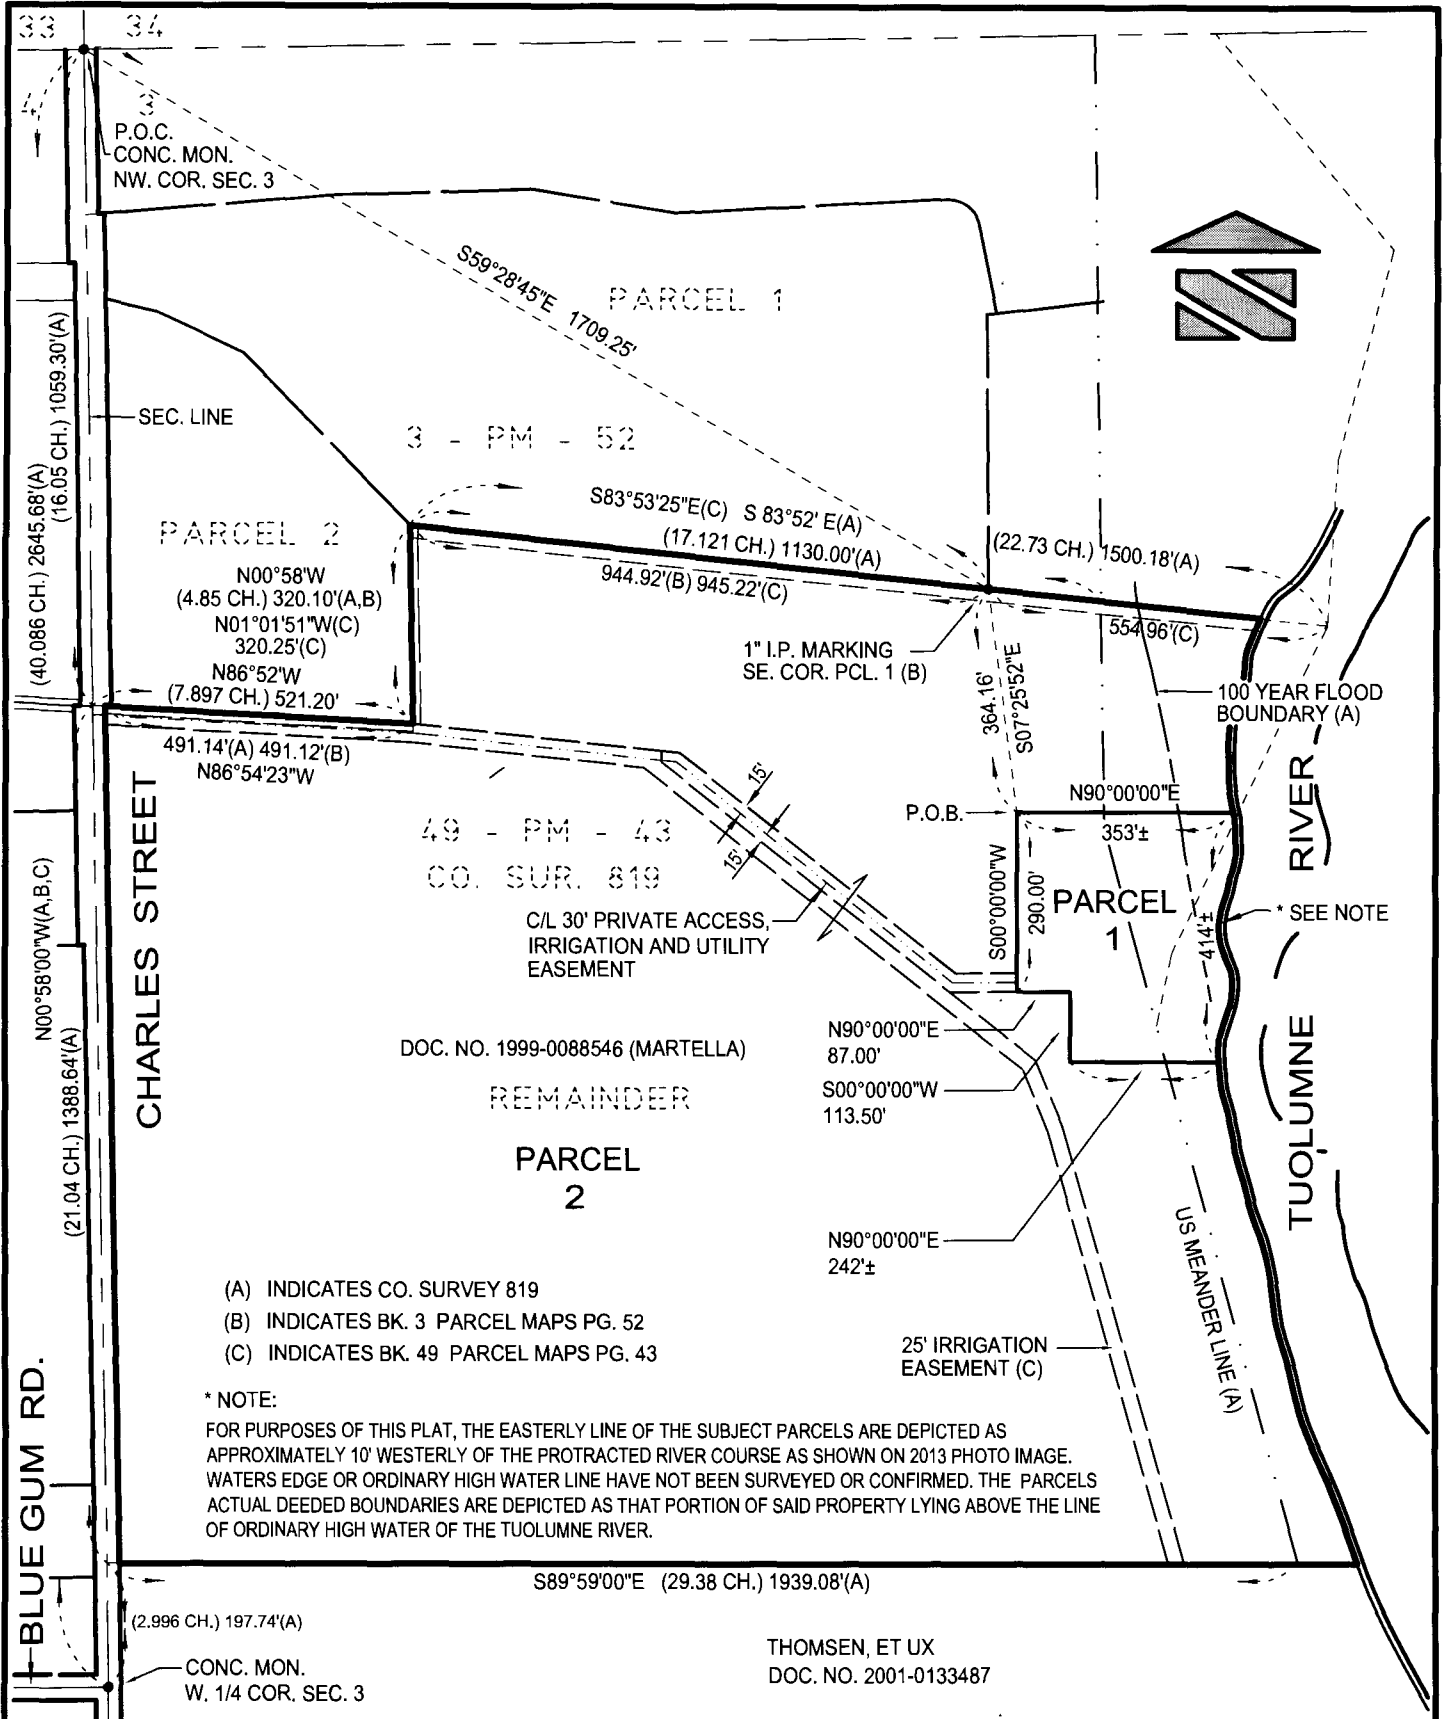 33
34
4
3
P.O.C.
CONC. MON.
NW. COR. SEC. 3
S59°28'45"E 1709.25'
PARCEL 1
(40.086 CH.) 2645.68'(A)
(16.05 CH.) 1059.30'(A)
SEC. LINE
3 - PM - 52
PARCEL 2
S83°53'25"E(C) S 83°52' E(A)
(17.121 CH.) 1130.00'(A)
(22.73 CH.) 1500.18'(A)
944.92'(B) 945.22'(C)
554.96'(C)
N00°58'W
(4.85 CH.) 320.10'(A,B)
N01°01'51"W(C)
320.25'(C)
N86°52'W
(7.897 CH.) 521.20'
491.14'(A) 491.12'(B)
N86°54'23"W
1" I.P. MARKING
SE. COR. PCL. 1 (B)
364.16'
S07°25'52"E
100 YEAR FLOOD
BOUNDARY (A)
N90°00'00"E
353'±
P.O.B.
15'
15'
49 - PM - 43
CO. SUR. 819
S00°00'00"W
290.00'
PARCEL
1
414'±
* SEE NOTE
TUOLUMNE RIVER
CHARLES STREET
N00°58'00"W(A,B,C)
(21.04 CH.) 1388.64'(A)
C/L 30' PRIVATE ACCESS,
IRRIGATION AND UTILITY
EASEMENT
DOC. NO. 1999-0088546 (MARTELLA)
REMAINDER
PARCEL
2
N90°00'00"E
87.00'
S00°00'00"W
113.50'
N90°00'00"E
242'±
US MEANDER LINE (A)
25' IRRIGATION
EASEMENT (C)
(A) INDICATES CO. SURVEY 819
(B) INDICATES BK. 3 PARCEL MAPS PG. 52
(C) INDICATES BK. 49 PARCEL MAPS PG. 43
* NOTE:
FOR PURPOSES OF THIS PLAT, THE EASTERLY LINE OF THE SUBJECT PARCELS ARE DEPICTED AS
APPROXIMATELY 10' WESTERLY OF THE PROTRACTED RIVER COURSE AS SHOWN ON 2013 PHOTO IMAGE.
WATERS EDGE OR ORDINARY HIGH WATER LINE HAVE NOT BEEN SURVEYED OR CONFIRMED. THE PARCELS
ACTUAL DEEDED BOUNDARIES ARE DEPICTED AS THAT PORTION OF SAID PROPERTY LYING ABOVE THE LINE
OF ORDINARY HIGH WATER OF THE TUOLUMNE RIVER.
BLUE GUM RD.
S89°59'00"E (29.38 CH.) 1939.08'(A)
(2.996 CH.) 197.74'(A)
CONC. MON.
W. 1/4 COR. SEC. 3
THOMSEN, ET UX
DOC. NO. 2001-0133487